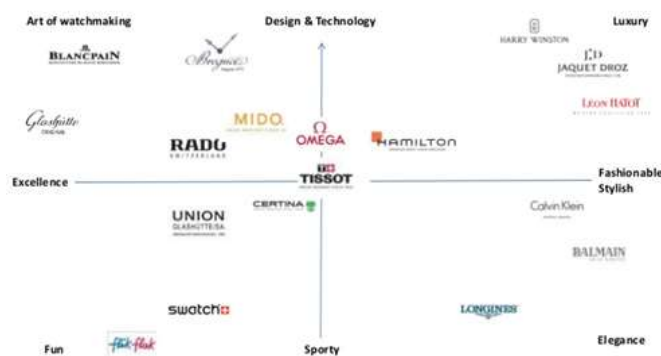 Art of watchmaking
Design & Technology
Luxury
BLANCPAIN
Breguet
HARRY WINSTON
JD
JAQUET DROZ
LEON HATOT
Glashütte
ORIGINAL
MIDO
RADO
SWITZERLAND
OMEGA
HAMILTON
Excellence
TISSOT
Fashionable
Stylish
CERTINA
UNION
GLASHÜTTE/SA.
Calvin Klein
BALMAIN
swatch
LONGINES
flik flak
Fun
Sporty
Elegance